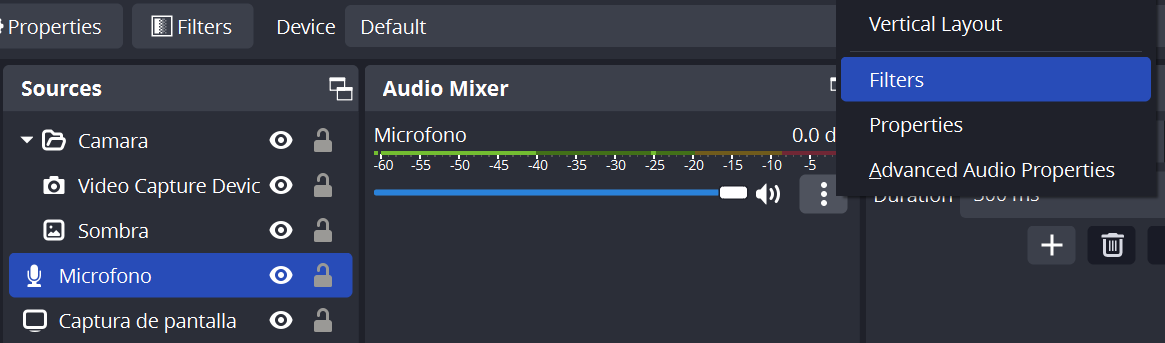 Properties
Filters
Device
Default
Vertical Layout
Filters
Properties
Advanced Audio Properties
Sources
Camara
Video Capture Devic
Sombra
Microfono
Captura de pantalla
Audio Mixer
Microfono
0.0 d
-60 -55 -50 -45 -40 -35 -30 -25 -20 -15 -10 -5
Duration
300 ms